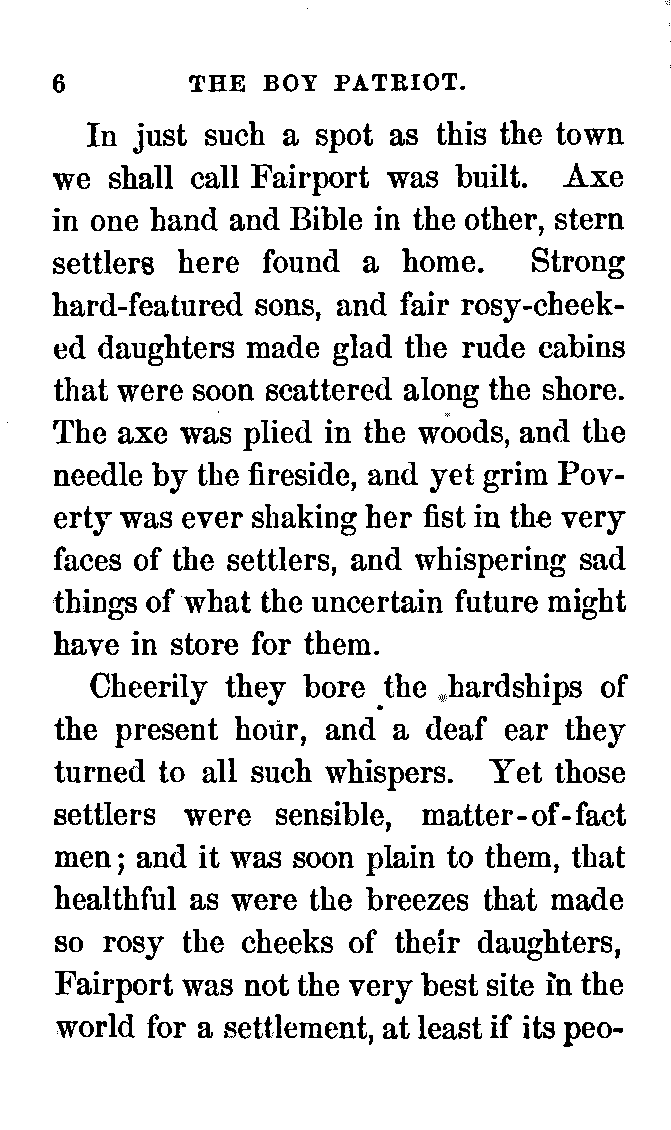 6 THE BOY PATRIOT.
In just such a spot as this the town
we shall call Fairport was built. Axe
in one hand and Bible in the other, stern
settlers here found a home. Strong
hard-featured sons, and fair rosy-cheek-
ed daughters made glad the rude cabins
that were soon scattered along the shore.
The axe was plied in the woods, and the
needle by the fireside, and yet grim Pov-
erty was ever shaking her fist in the very
faces of the settlers, and whispering sad
things of what the uncertain future might
have in store for them.
Cheerily they bore the hardships of
the present hour, and a deaf ear they
turned to all such whispers. Yet those
settlers were sensible, matter-of-fact
men; and it was soon plain to them, that
healthful as were the breezes that made
so rosy the cheeks of their daughters,
Fairport was not the very best site in the
world for a settlement, at least if its peo-